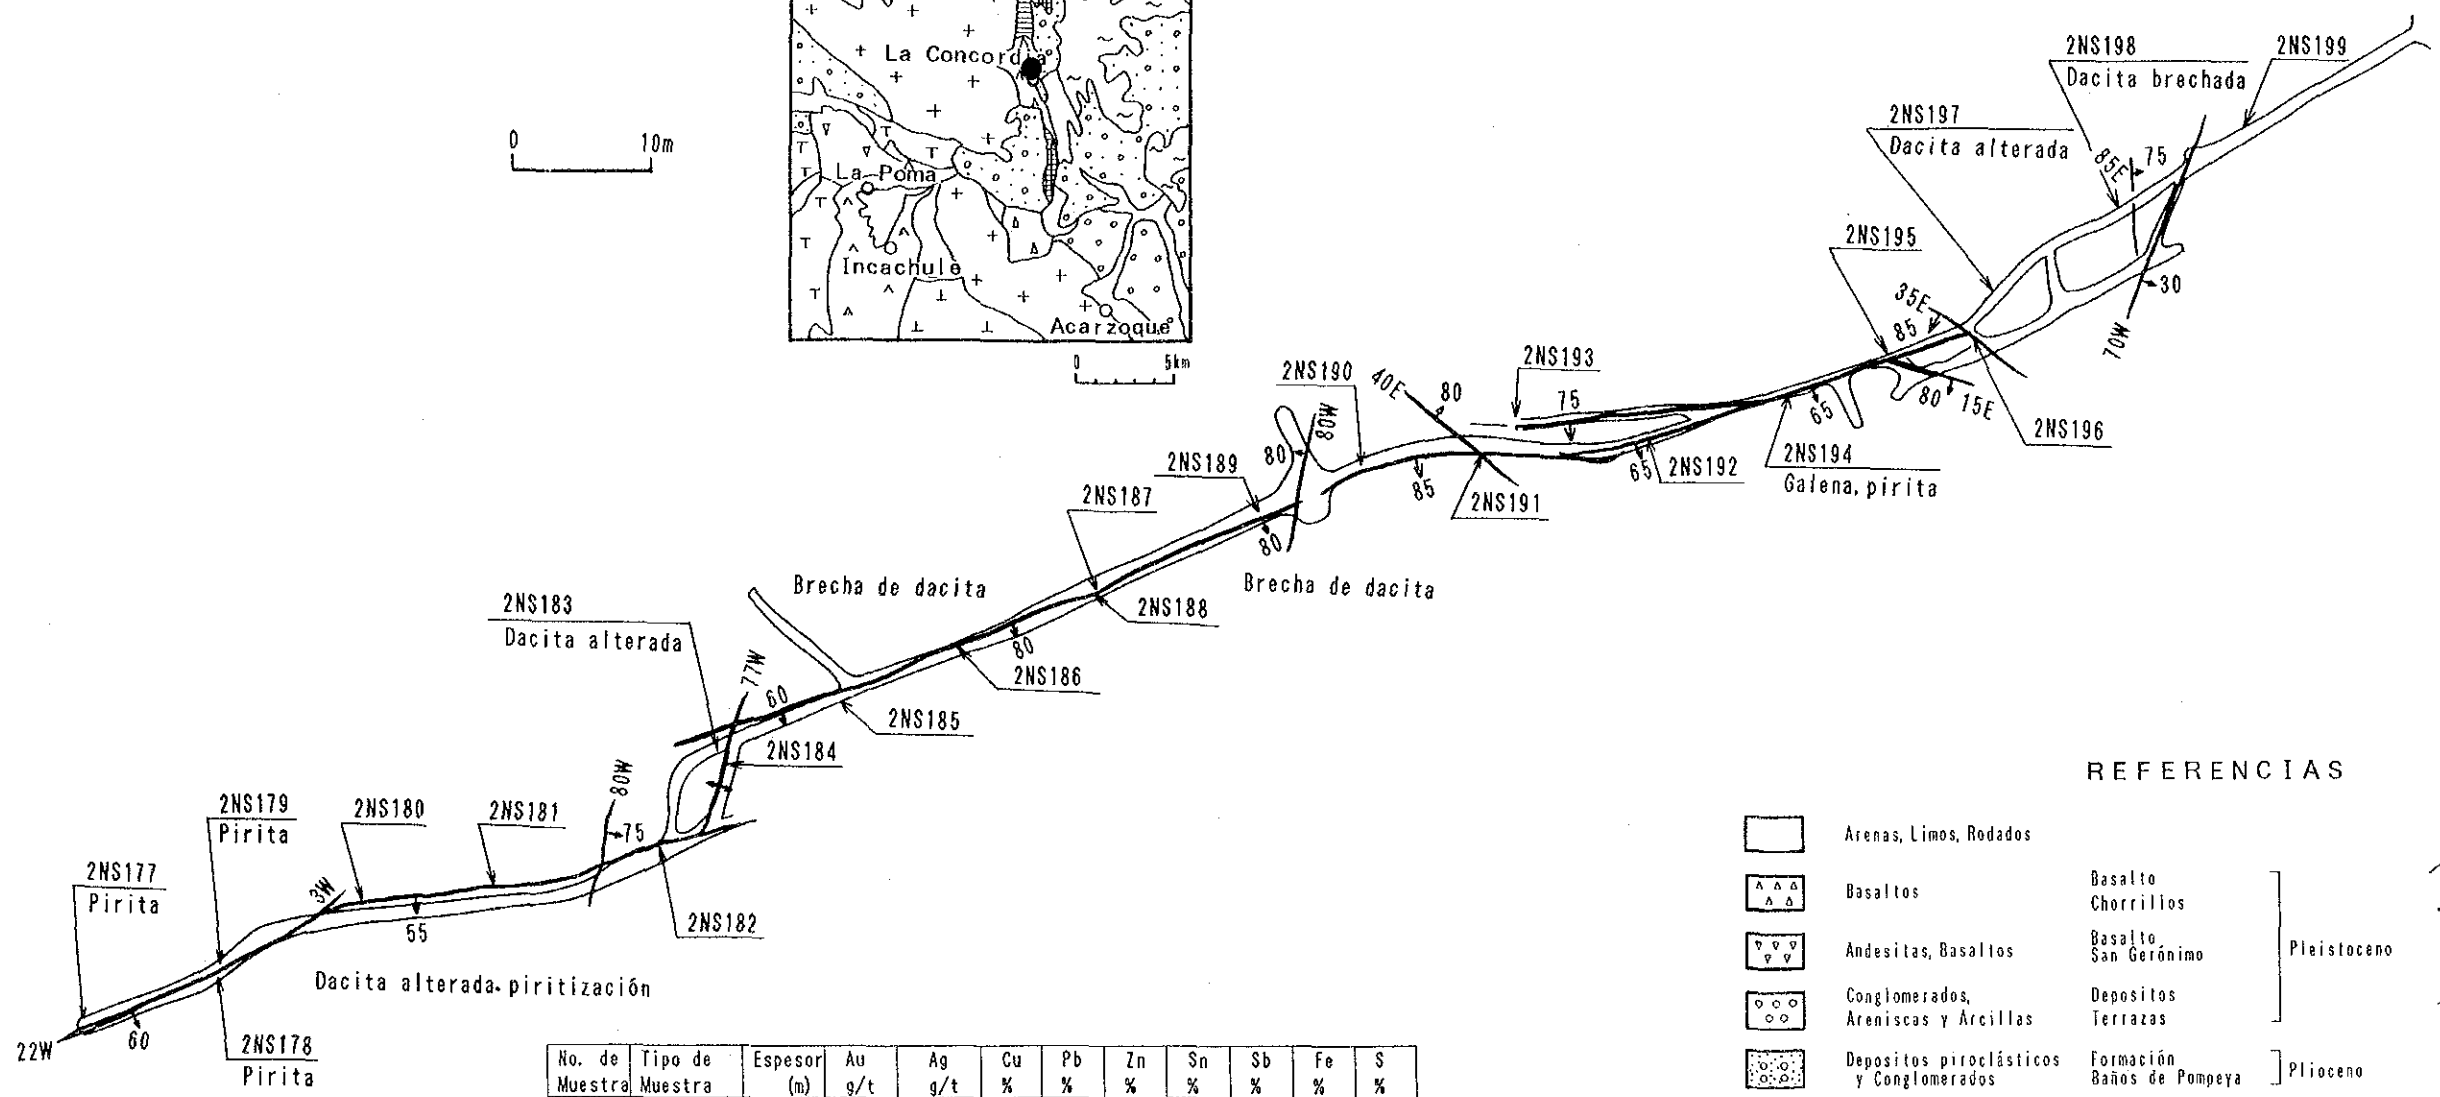 La Concordia
La Poma
Incachule
Acarzoque
0 5km
0 10m
2NS198
Dacita brechada
2NS199
2NS197
Dacita alterada
85E
75
2NS195
35E
85
30
70W
80
15E
2NS196
65
2NS194
Galena, pirita
2NS193
75
65
2NS192
2NS190
40E
80
80W
80
85
2NS191
2NS189
80
2NS187
2NS188
Brecha de dacita
Brecha de dacita
80
2NS186
2NS183
Dacita alterada
77W
60
2NS185
2NS184
80W
75
2NS182
2NS181
2NS180
2NS179
Pirita
3W
55
2NS177
Pirita
Dacita alterada. piritización
22W
60
2NS178
Pirita
No. de Muestra
Tipo de Muestra
Espesor (m)
Au g/t
Ag g/t
Cu %
Pb %
Zn %
Sn %
Sb %
Fe %
S %
REFERENCIAS
Arenas, Limos, Rodados
Basaltos
Basalto
Chorrillos
Andesitas, Basaltos
Basalto
San Gerónimo
Pleistoceno
Conglomerados,
Areniscas y Arcillas
Depositos
Terrazas
Depositos piroclásticos
y Conglomerados
Formación
Baños de Pompeya
Plioceno